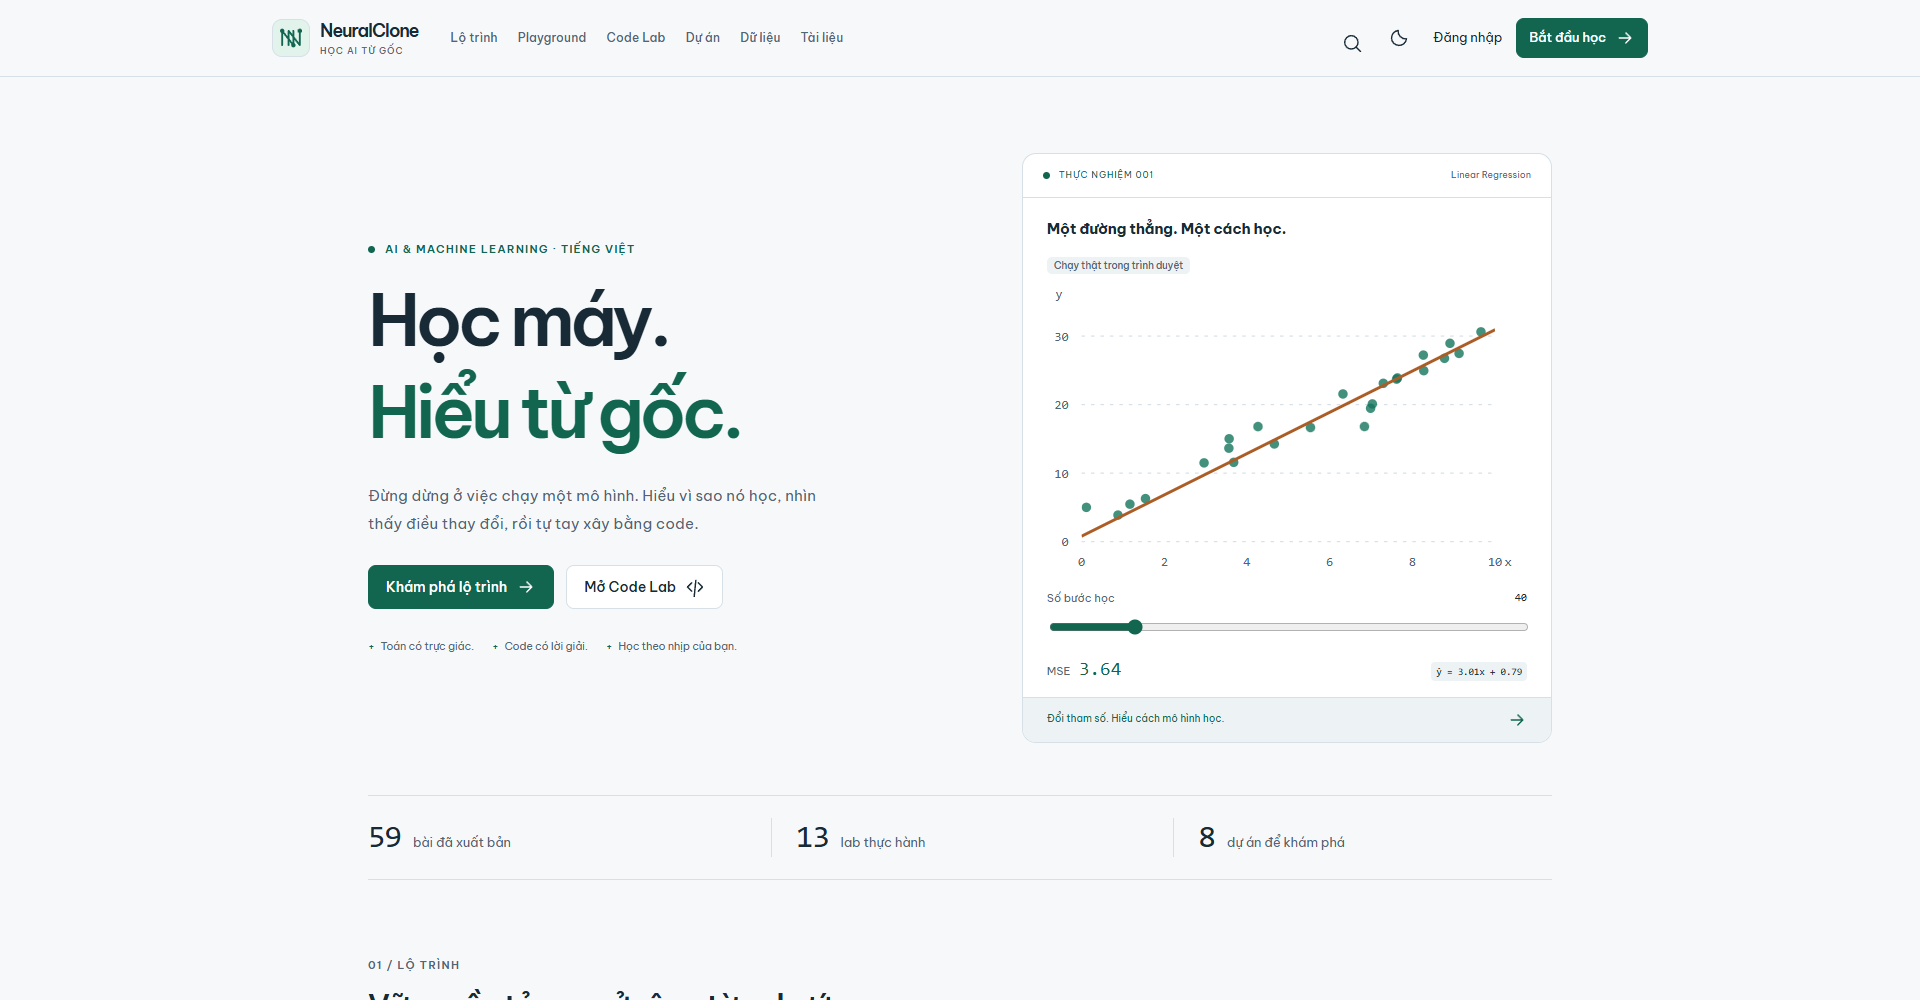 NeuralClone
HỌC AI TỪ GỐC
Lộ trình
Playground
Code Lab
Dự án
Dữ liệu
Tài liệu
Đăng nhập
Bắt đầu học
AI & MACHINE LEARNING · TIẾNG VIỆT
Học máy.
Hiểu từ gốc.
Đừng dừng ở việc chạy một mô hình. Hiểu vì sao nó học, nhìn
thấy điều thay đổi, rồi tự tay xây bằng code.
Khám phá lộ trình
Mở Code Lab
+ Toán có trực giác.
+ Code có lời giải.
+ Học theo nhịp của bạn.
THỰC NGHIỆM 001
Linear Regression
Một đường thẳng. Một cách học.
Chạy thật trong trình duyệt
y
30
20
10
0
0 2 4 6 8 10 x
Số bước học
40
MSE 3.64
ŷ = 3.01x + 0.79
Đổi tham số. Hiểu cách mô hình học.
59 bài đã xuất bản
13 lab thực hành
8 dự án để khám phá
01 / LỘ TRÌNH